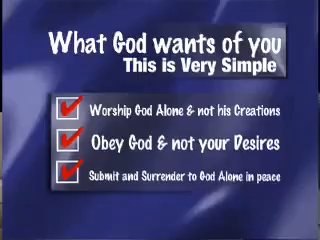 What God wants of you
This is Very Simple
Worship God Alone & not his Creations
Obey God & not your Desires
Submit and Surrender to God Alone in peace